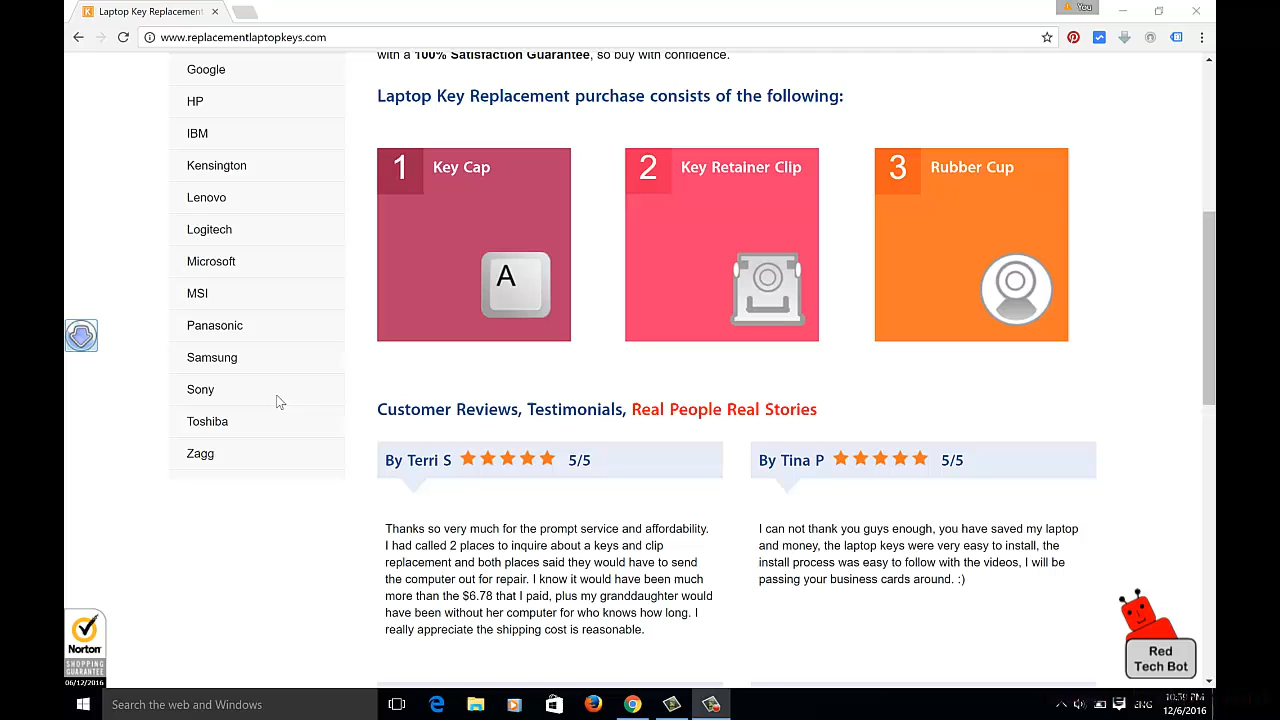 Laptop Key Replacement
You
www.replacementlaptopkeys.com
with a 100% Satisfaction Guarantee, so buy with confidence.
Google
HP
IBM
Kensington
Lenovo
Logitech
Microsoft
MSI
Panasonic
Samsung
Sony
Toshiba
Zagg
Laptop Key Replacement purchase consists of the following:
1 Key Cap
A
2 Key Retainer Clip
3 Rubber Cup
Customer Reviews, Testimonials, Real People Real Stories
By Terri S 5/5
Thanks so very much for the prompt service and affordability.
I had called 2 places to inquire about a keys and clip
replacement and both places said they would have to send
the computer out for repair. I know it would have been much
more than the $6.78 that I paid, plus my granddaughter would
have been without her computer for who knows how long. I
really appreciate the shipping cost is reasonable.
By Tina P 5/5
I can not thank you guys enough, you have saved my laptop
and money, the laptop keys were very easy to install, the
install process was easy to follow with the videos, I will be
passing your business cards around. :)
Norton
SHOPPING
GUARANTEE
06/12/2016
Red
Tech Bot
Search the web and Windows
ENG
10:59 PM
12/6/2016